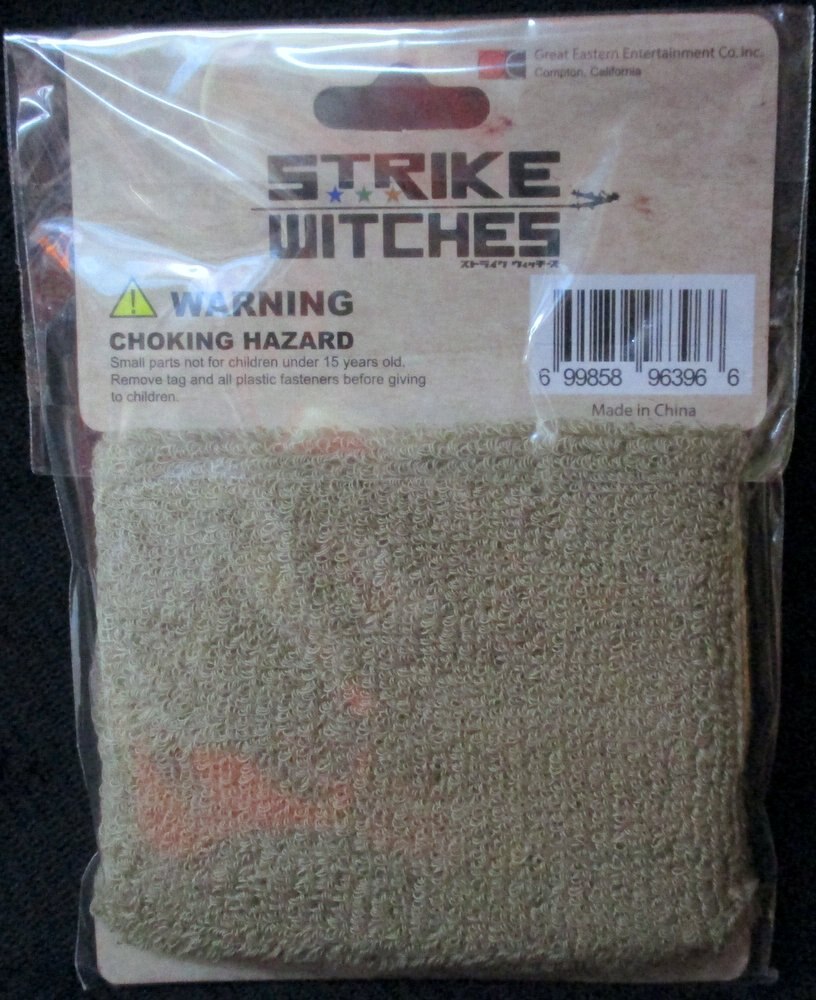 Great Eastern Entertainment Co. Inc.
Compton, California
STRIKE
WITCHES
ストライクウィッチーズ
! WARNING
CHOKING HAZARD
Small parts not for children under 15 years old.
Remove tag and all plastic fasteners before giving
to children.
6 99858 96396 6
Made in China